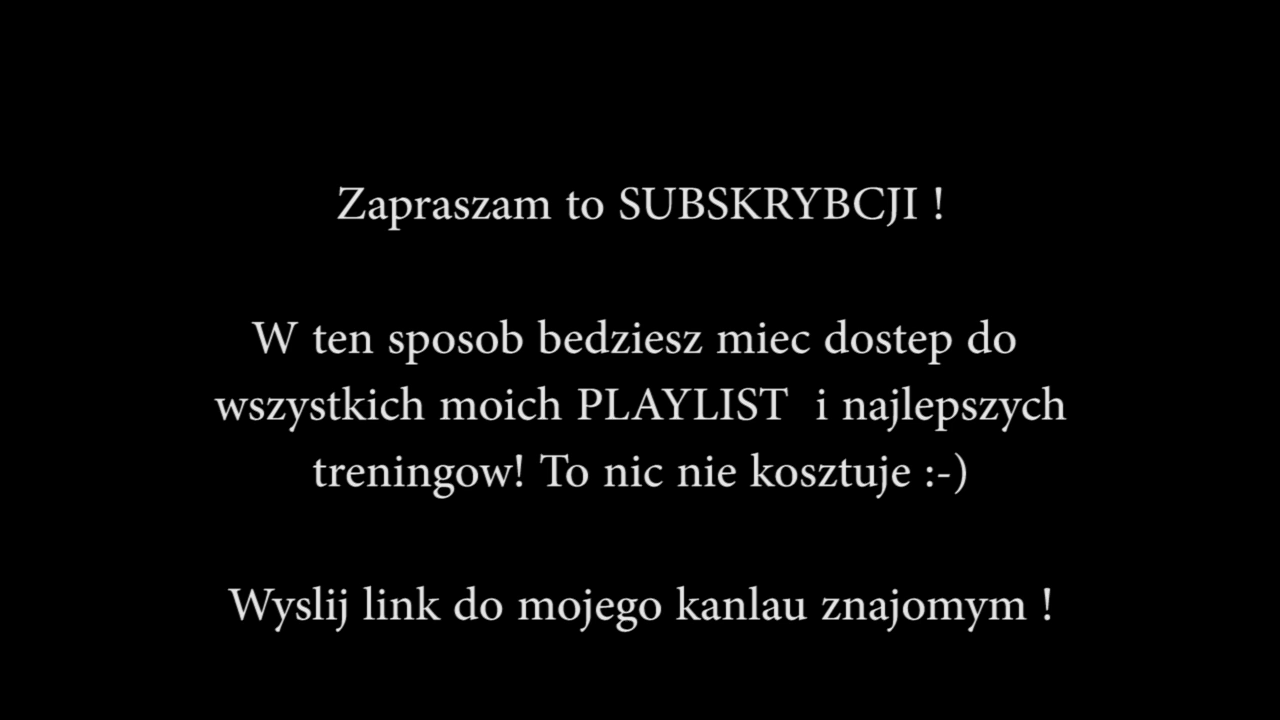 Zapraszam to SUBSKRYBCJI !
W ten sposob bedziesz miec dostep do
wszystkich moich PLAYLIST  i najlepszych
treningow! To nic nie kosztuje :-)
Wyslij link do mojego kanlau znajomym !